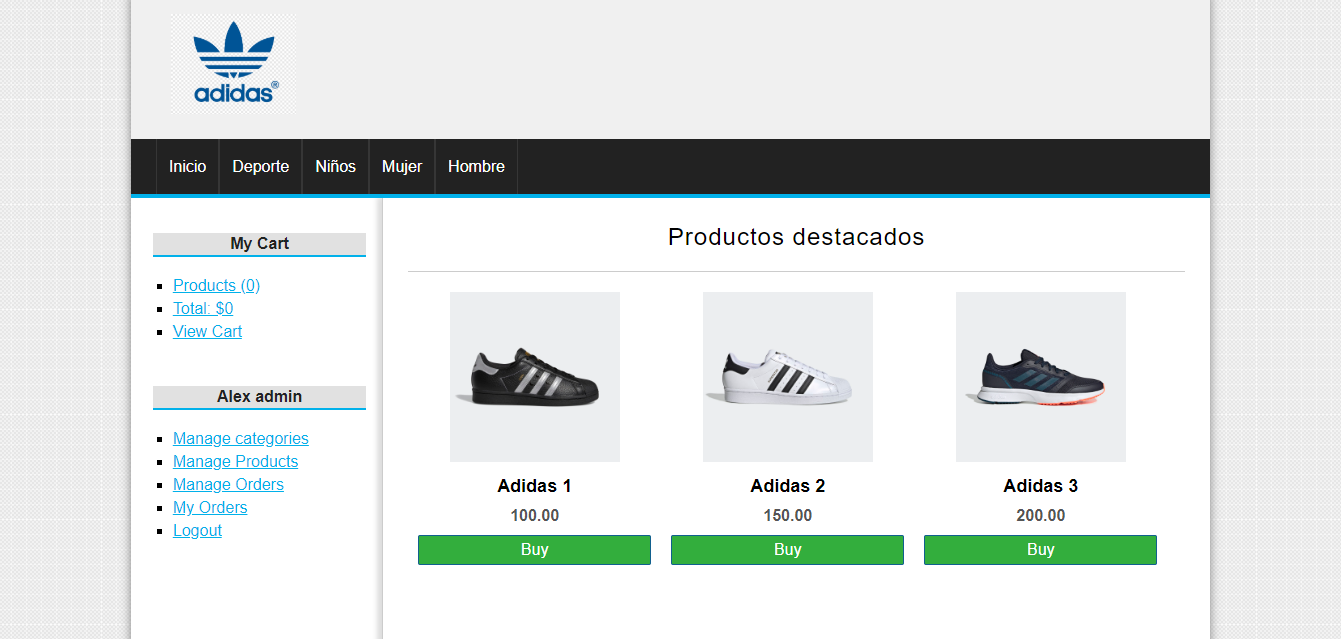 adidas®
Inicio Deporte Niños Mujer Hombre
My Cart
Products (0)
Total: $0
View Cart
Alex admin
Manage categories
Manage Products
Manage Orders
My Orders
Logout
Productos destacados
Adidas 1 Adidas 2 Adidas 3
100.00 150.00 200.00
Buy Buy Buy